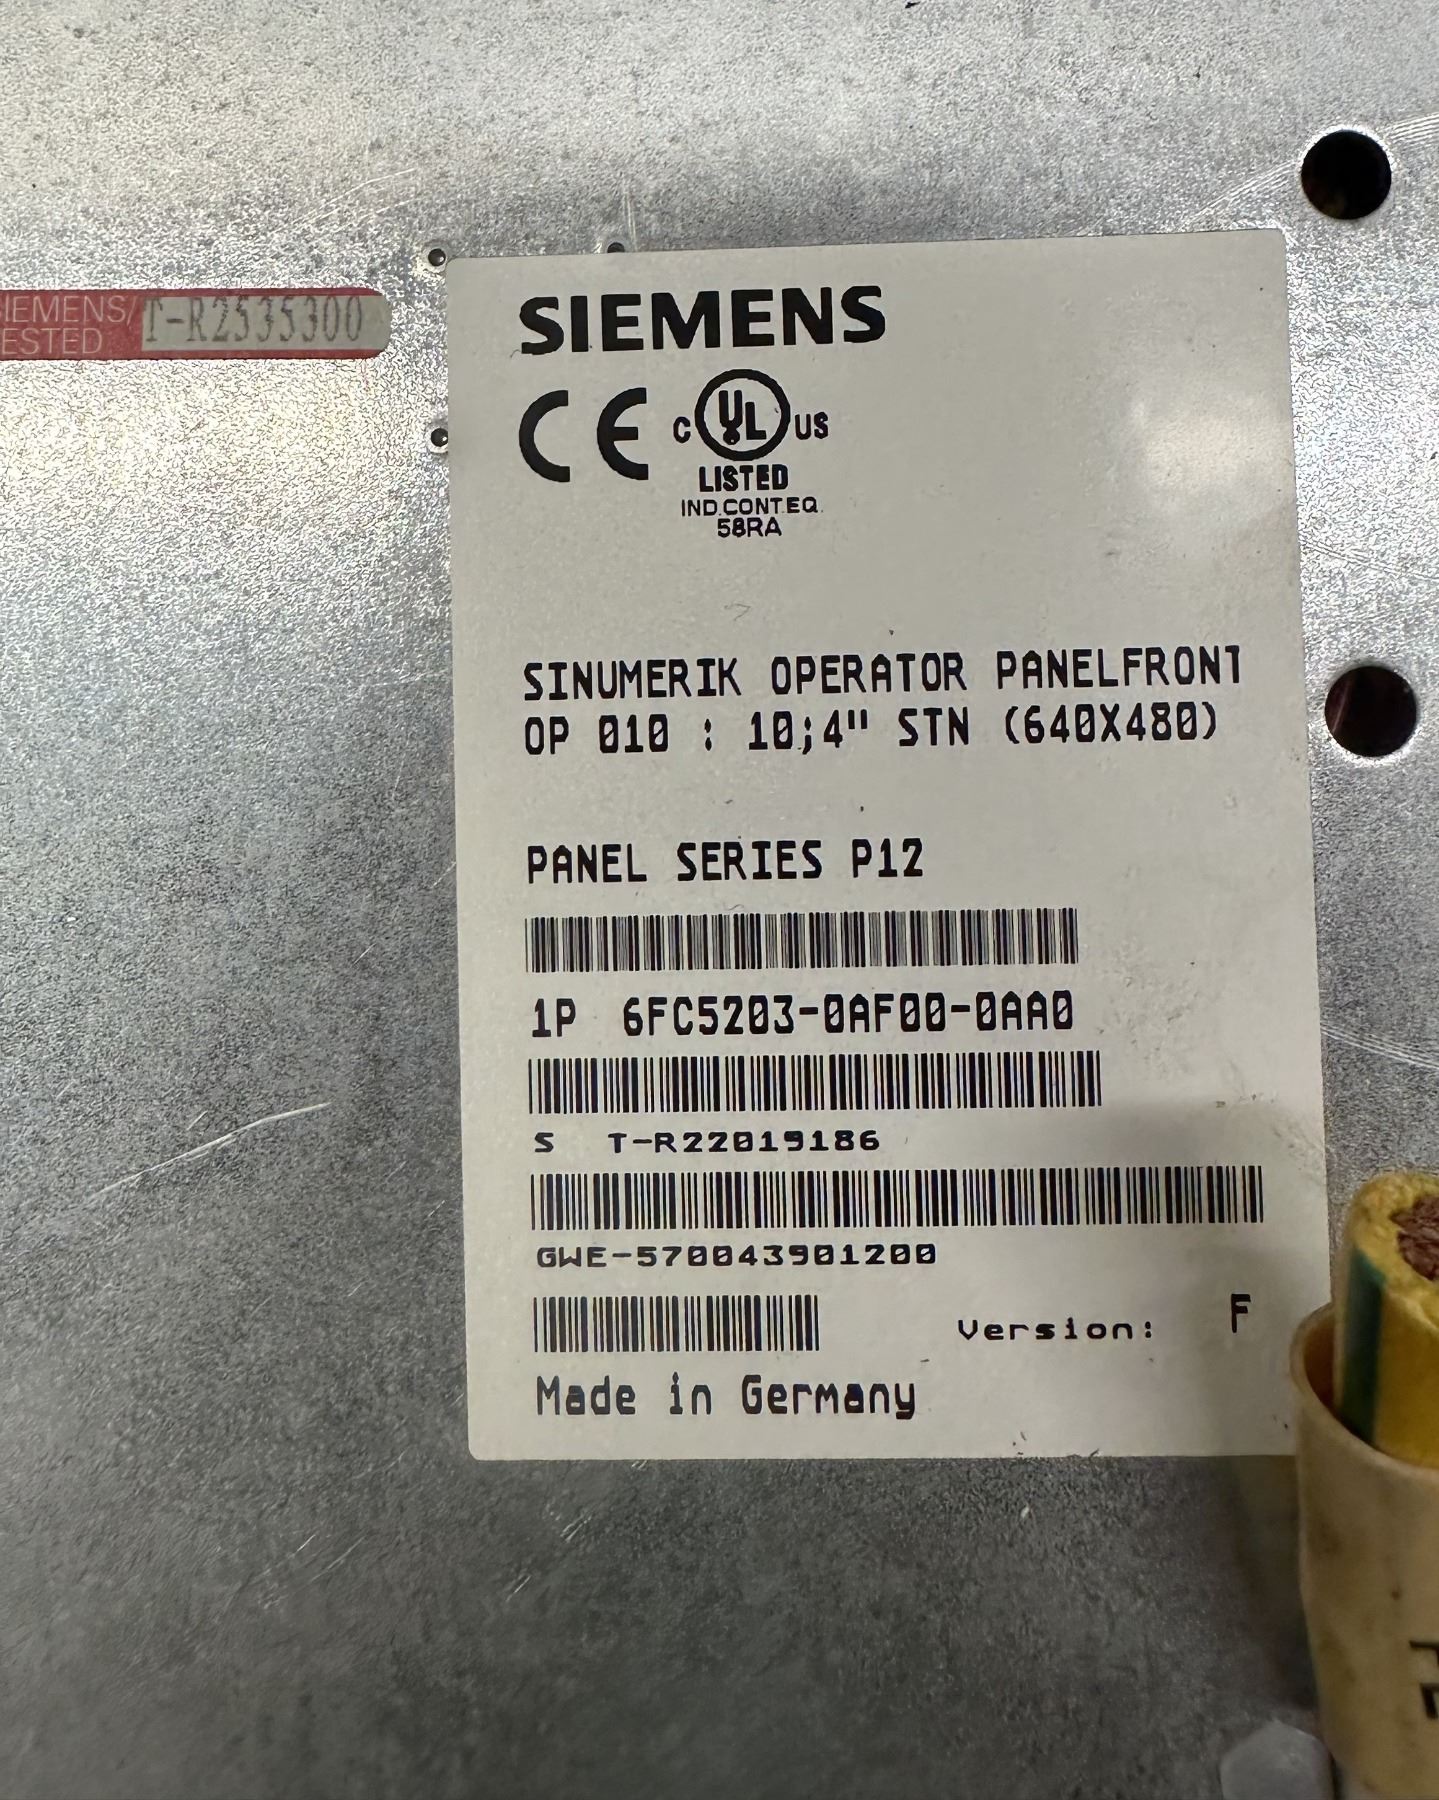 SIEMENS/
T-R2535300
ESTED
SIEMENS
CE
C UL US
LISTED
IND.CONT.EQ.
58RA
SINUMERIK OPERATOR PANELFRONT
OP 010 : 10;4" STN (640X480)
PANEL SERIES P12
1P 6FC5203-0AF00-0AA0
S T-R22019186
GWE-570043901200
Version: F
Made in Germany